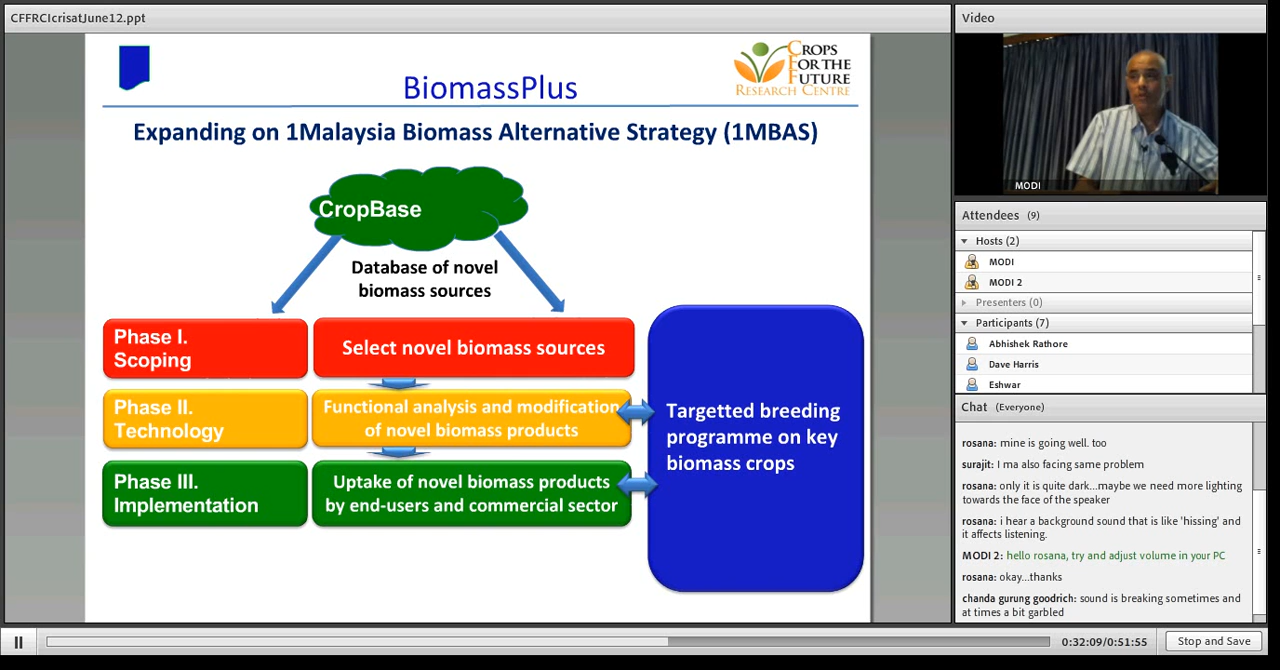 CFFRCIcrisatJune12.ppt
CROPS
FOR THE
FUTURE
RESEARCH CENTRE
BiomassPlus
Expanding on 1Malaysia Biomass Alternative Strategy (1MBAS)
CropBase
Database of novel
biomass sources
Phase I.
Scoping
Select novel biomass sources
Phase II.
Technology
Functional analysis and modification
of novel biomass products
Phase III.
Implementation
Uptake of novel biomass products
by end-users and commercial sector
Targetted breeding
programme on key
biomass crops
Video
MODI
Attendees (9)
Hosts (2)
MODI
MODI 2
Presenters (0)
Participants (7)
Abhishek Rathore
Dave Harris
Eshwar
Chat (Everyone)
rosana: mine is going well. too
surajit: I ma also facing same problem
rosana: only it is quite dark...maybe we need more lighting
towards the face of the speaker
rosana: i hear a background sound that is like 'hissing' and
it affects listening.
MODI 2: hello rosana, try and adjust volume in your PC
rosana: okay...thanks
chanda gurung goodrich: sound is breaking sometimes and
at times a bit garbled
0:32:09/0:51:55
Stop and Save